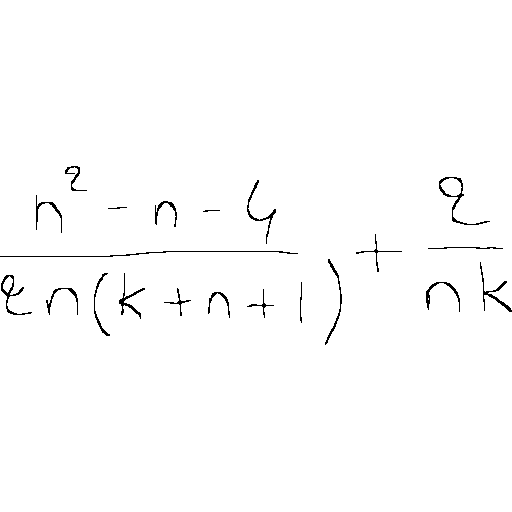 \frac{n^2 - n - 4}{2n(k+n+1)} + \frac{2}{nk}